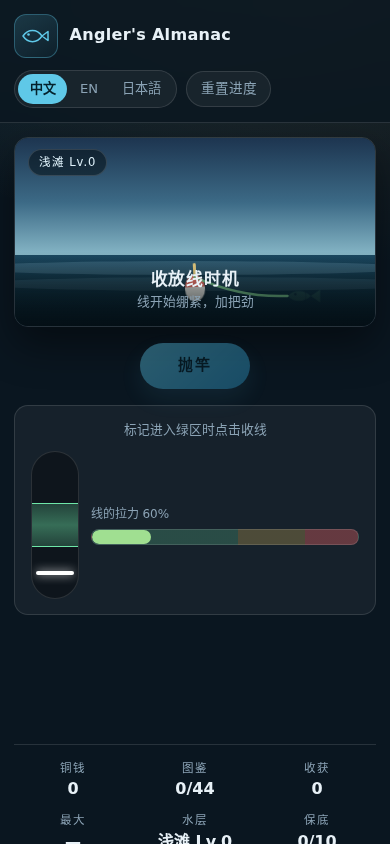 Angler's Almanac
中文 EN 日本語 重置进度
浅滩 Lv.0
收放线时机
线开始绷紧，加把劲
抛竿
标记进入绿区时点击收线
线的拉力 60%
铜钱 图鉴 收获
0 0/44 0
最大 水层 保底
— 浅滩 Lv.0 0/10